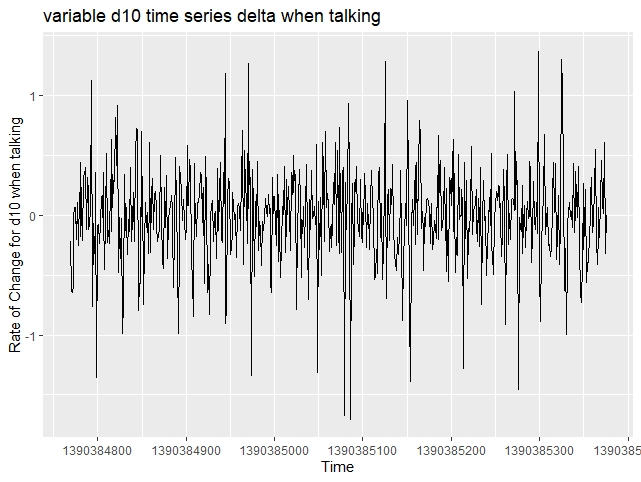 variable d10 time series delta when talking
Rate of Change for d10 when talking
1
0
-1
1390384800 1390384900 1390385000 1390385100 1390385200 1390385300 1390385
Time